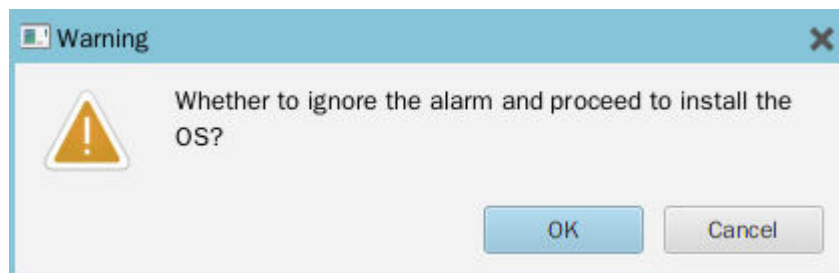 Warning
Whether to ignore the alarm and proceed to install the
OS?
OK
Cancel